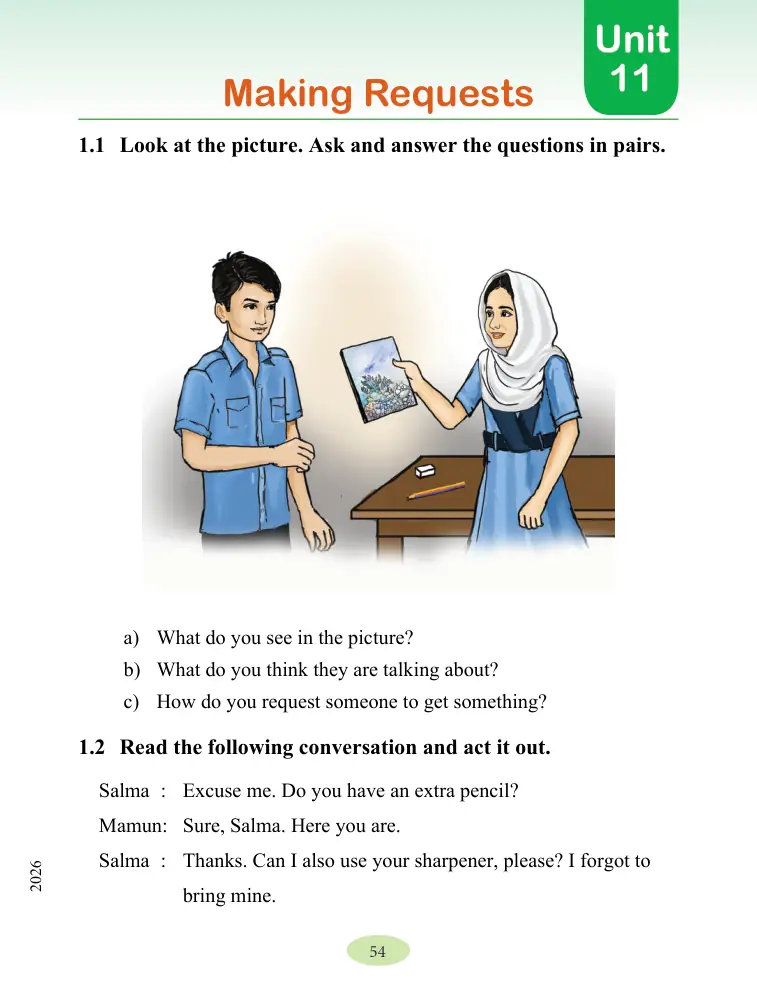 Unit
11
Making Requests
1.1 Look at the picture. Ask and answer the questions in pairs.
a) What do you see in the picture?
b) What do you think they are talking about?
c) How do you request someone to get something?
1.2 Read the following conversation and act it out.
Salma : Excuse me. Do you have an extra pencil?
Mamun: Sure, Salma. Here you are.
Salma : Thanks. Can I also use your sharpener, please? I forgot to
bring mine.
2026
54